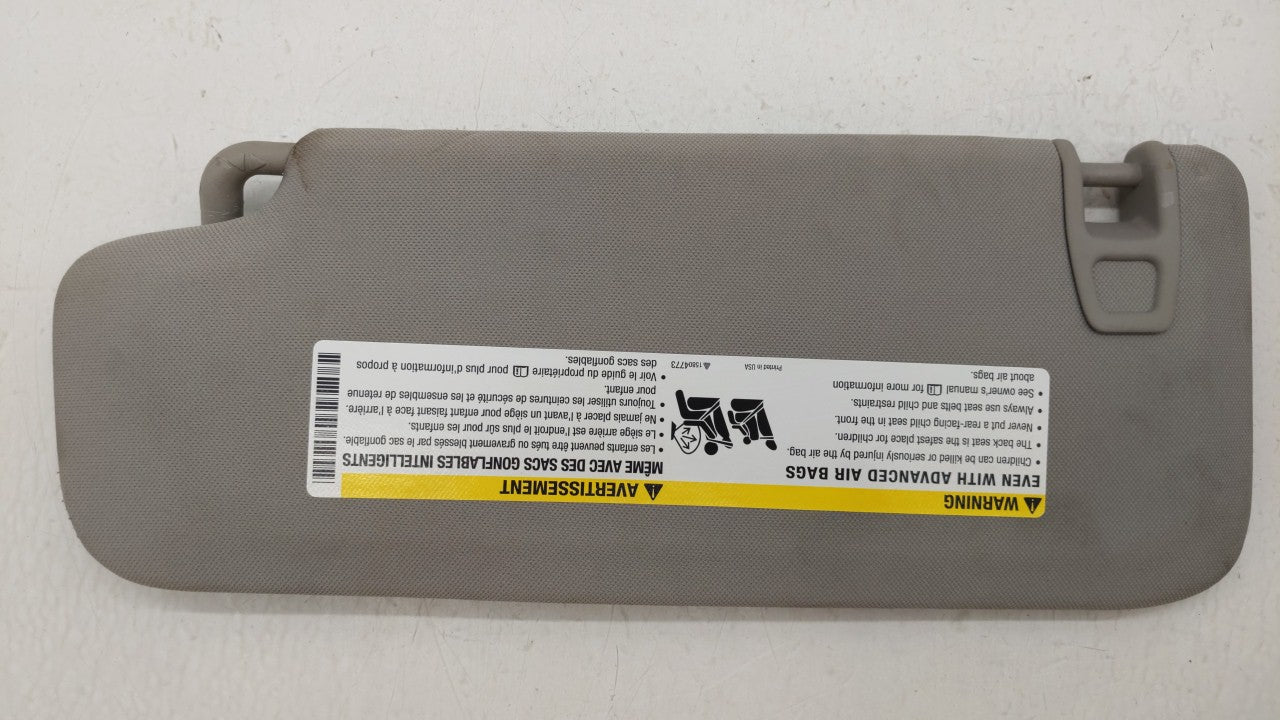 WARNING
EVEN WITH ADVANCED AIR BAGS
• Children can be killed or seriously injured by the air bag.
• The back seat is the safest place for children.
• Never put a rear-facing child seat in the front.
• Always use seat belts and child restraints.
• See owner's manual for more information
about air bags.
Printed in USA
15804773
AVERTISSEMENT
MÊME AVEC DES SACS GONFLABLES INTELLIGENTS
• Les enfants peuvent être tués ou gravement blessés par le sac gonflable.
• Le siège arrière est l'endroit le plus sûr pour les enfants.
• Ne jamais placer à l'avant un siège pour enfant faisant face à l'arrière.
• Toujours utiliser les ceintures de sécurité et les ensembles de retenue
pour enfant.
• Voir le guide du propriétaire pour plus d'information à propos
des sacs gonflables.